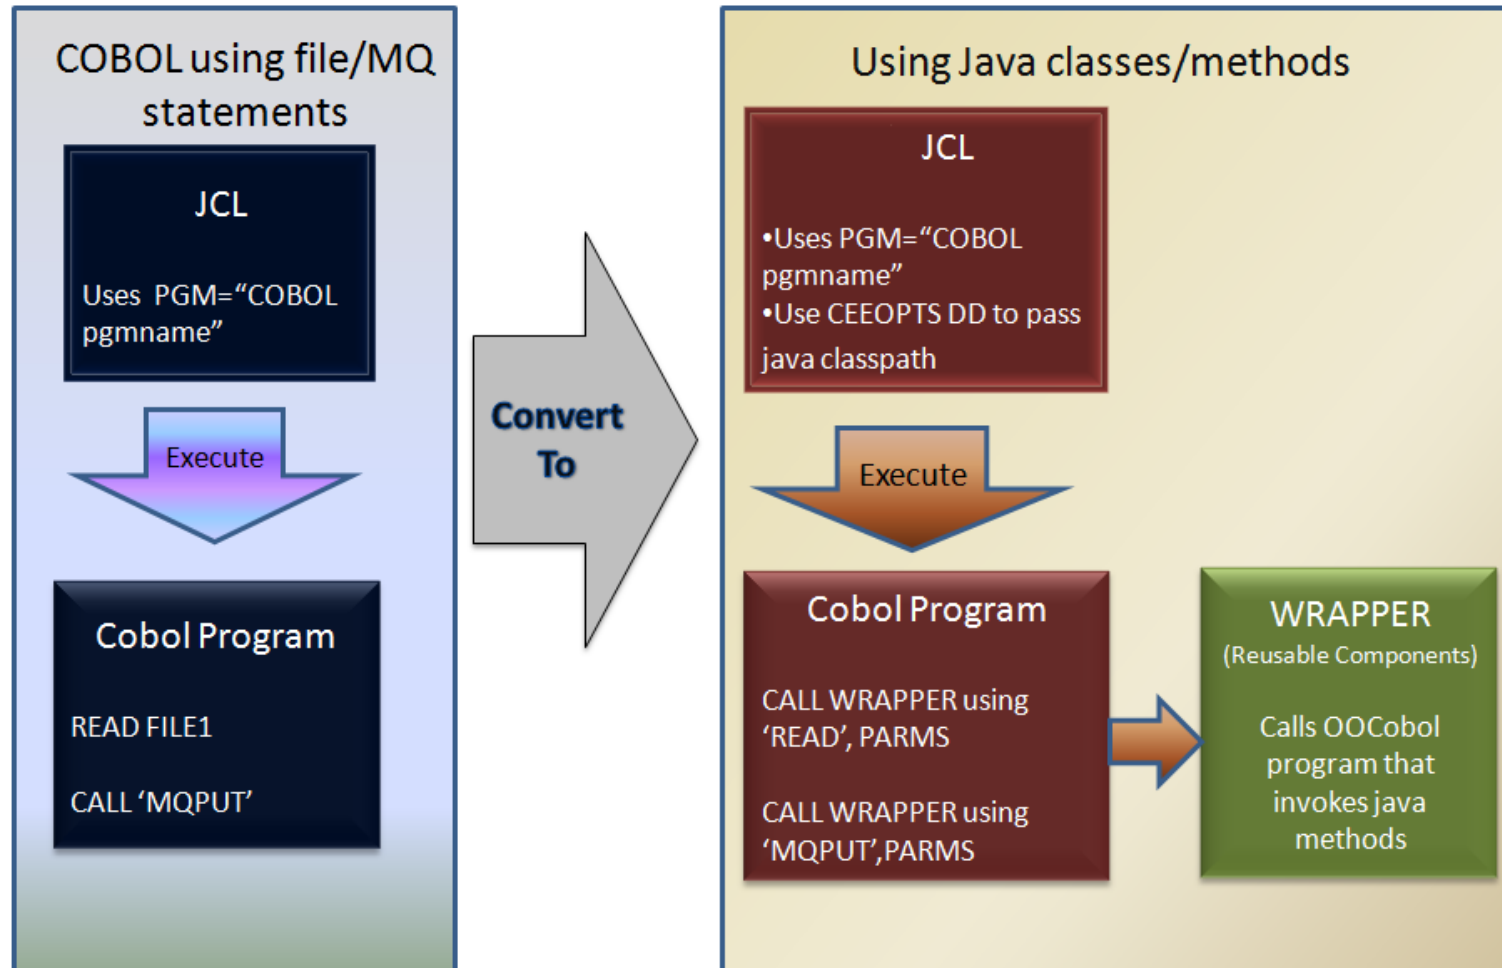 COBOL using file/MQ
statements
JCL
Uses  PGM=“COBOL
pgmname”
Execute
Cobol Program
READ FILE1
CALL ‘MQPUT’
Convert
To
Using Java classes/methods
JCL
•Uses PGM=“COBOL
pgmname”
•Use CEEOPTS DD to pass
java classpath
Execute
Cobol Program
CALL WRAPPER using
‘READ’, PARMS
CALL WRAPPER using
‘MQPUT’,PARMS
WRAPPER
(Reusable Components)
Calls OOCobol
program that
invokes java
methods